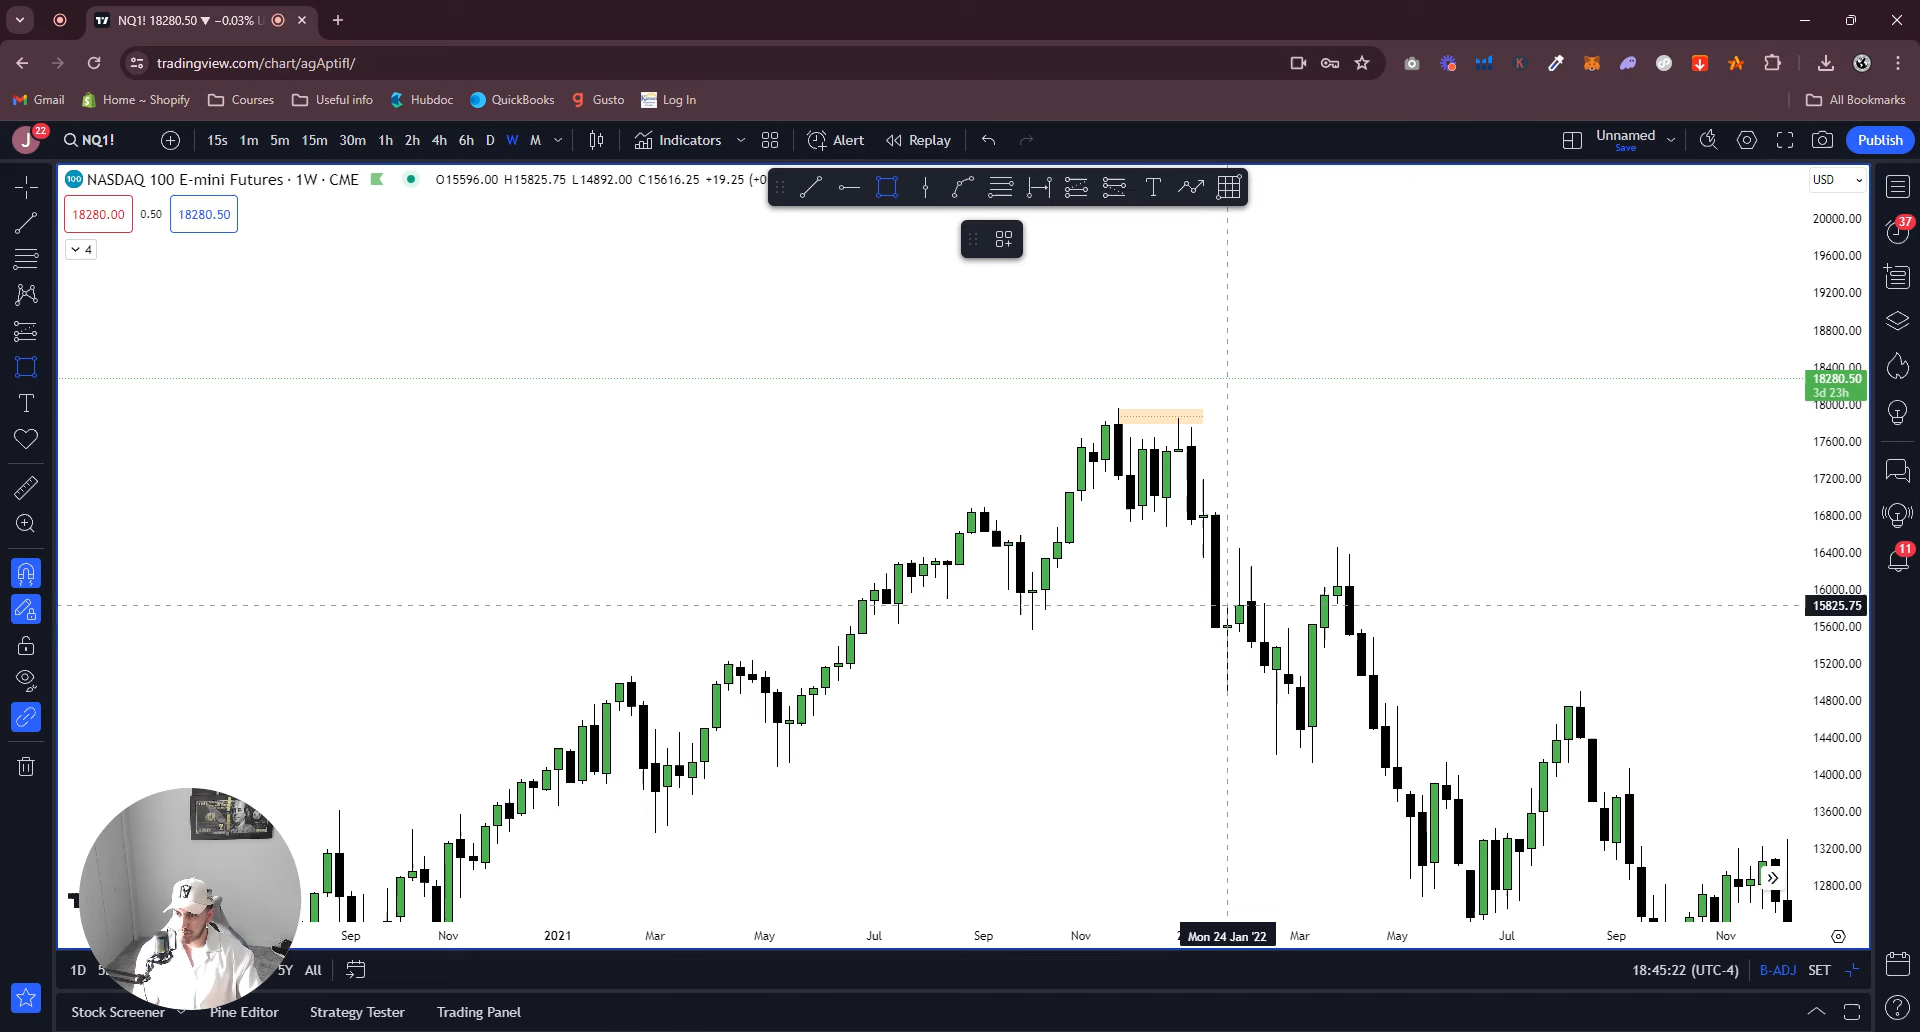 NQ1! 18280.50 ▼ −0.03% U
tradingview.com/chart/agAptifl/
Gmail
Home ~ Shopify
Courses
Useful info
Hubdoc
QuickBooks
Gusto
Log In
All Bookmarks
J 22
NQ1!
15s 1m 5m 15m 30m 1h 2h 4h 6h D W M
Indicators
Alert
Replay
Unnamed
Save
Publish
100 NASDAQ 100 E-mini Futures · 1W · CME
O15596.00 H15825.75 L14892.00 C15616.25 +19.25
USD
18280.00 0.50 18280.50
4
20000.00
19600.00
19200.00
18800.00
18400.00
18280.50
3d 23h
18000.00
17600.00
17200.00
16800.00
16400.00
16000.00
15825.75
15600.00
15200.00
14800.00
14400.00
14000.00
13600.00
13200.00
12800.00
37
11
Sep Nov 2021 Mar May Jul Sep Nov Mon 24 Jan '22 Mar May Jul Sep Nov
1D 5Y All
18:45:22 (UTC-4) B-ADJ SET
Stock Screener Pine Editor Strategy Tester Trading Panel